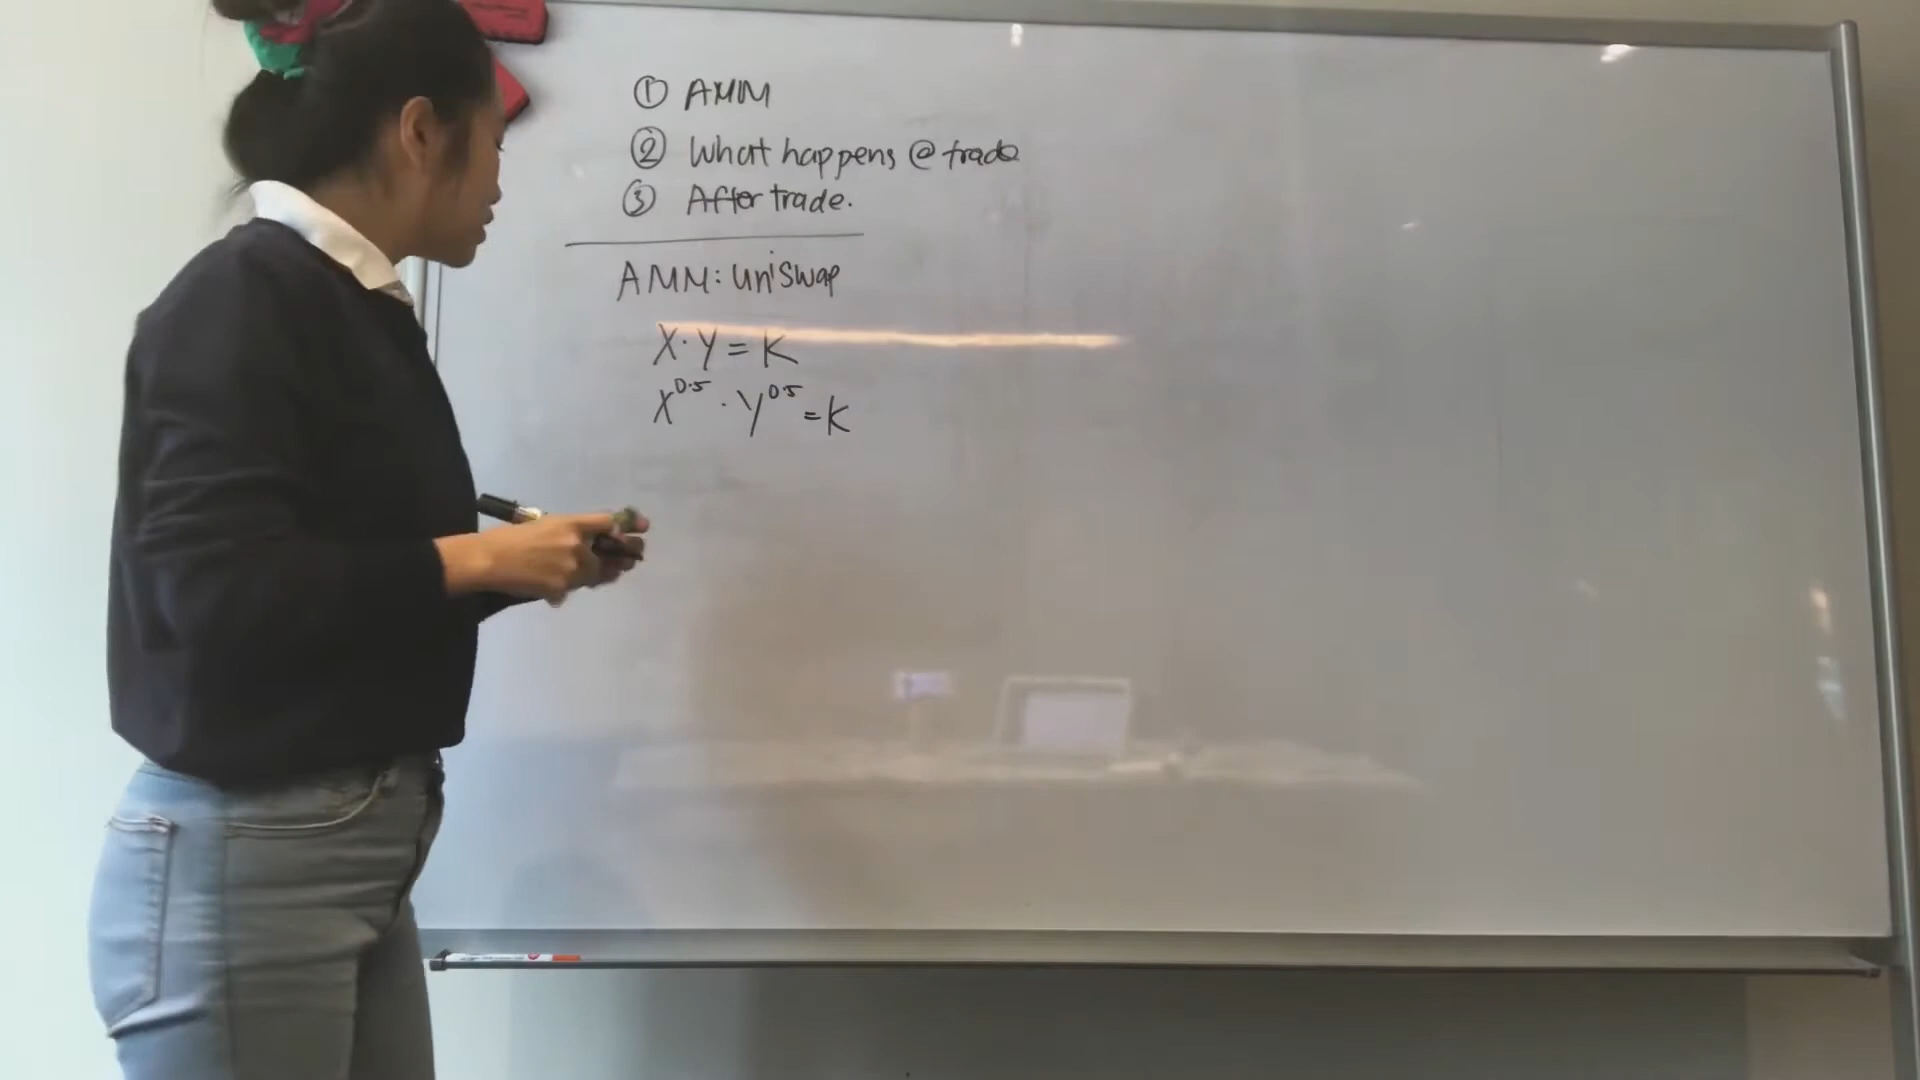 ① AMM
② What happens @ trade
③ After trade.
AMM: Uniswap
X·Y = K
X^0.5 · Y^0.5 = K